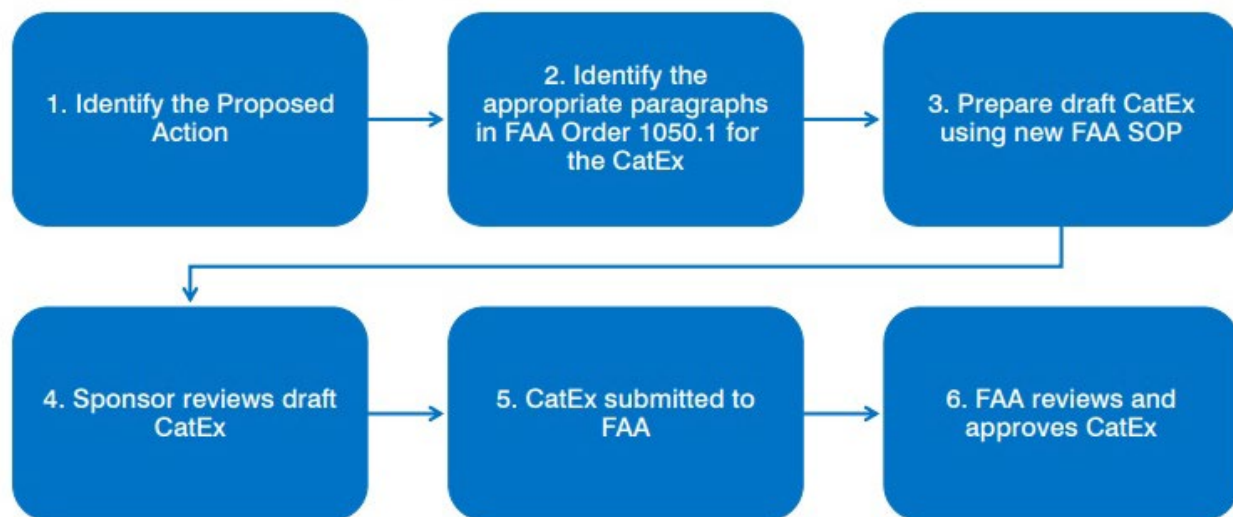 1. Identify the Proposed
Action
2. Identify the
appropriate paragraphs
in FAA Order 1050.1 for
the CatEx
3. Prepare draft CatEx
using new FAA SOP
4. Sponsor reviews draft
CatEx
5. CatEx submitted to
FAA
6. FAA reviews and
approves CatEx